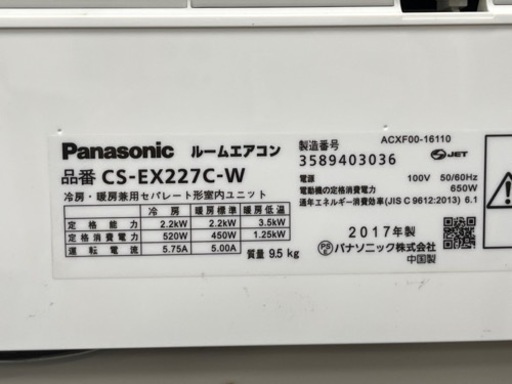 Panasonic ルームエアコン
品番 CS-EX227C-W
冷房・暖房兼用セパレート形室内ユニット
冷房 暖房標準 暖房低温
定格能力 2.2kW 2.2kW 3.5kW
定格消費電力 520W 450W 1.25kW
運転電流 5.75A 5.00A
質量 9.5 kg
ACXF00-16110
製造番号
3589403036
JET
電源 100V 50/60Hz
電動機の定格消費電力 650W
通年エネルギー消費効率(JIS C 9612:2013) 6.1
2017年製
PS E パナソニック株式会社
中国製